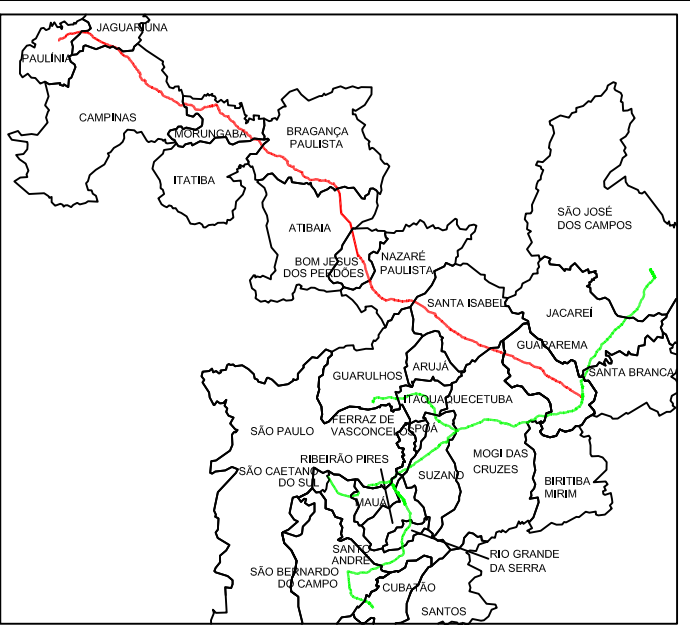 JAGUARIUNA
PAULÍNIA
CAMPINAS
MORUNGABA
BRAGANÇA
PAULISTA
ITATIBA
ATIBAIA
BOM JESUS
DOS PERDÕES
NAZARÉ
PAULISTA
SÃO JOSÉ
DOS CAMPOS
SANTA ISABEL
JACAREÍ
GUARAREMA
SANTA BRANCA
GUARULHOS
ARUJÁ
ITAQUAQUECETUBA
FERRAZ DE
VASCONCELOS
POÁ
SÃO PAULO
RIBEIRÃO PIRES
SÃO CAETANO
DO SUL
MAUÁ
SUZANO
MOGI DAS
CRUZES
BIRITIBA
MIRIM
SANTO
ANDRÉ
RIO GRANDE
DA SERRA
SÃO BERNARDO
DO CAMPO
CUBATÃO
SANTOS